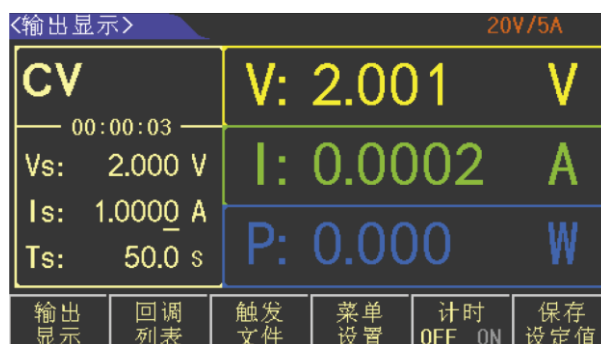 <输出显示>
20V/5A
CV
00:00:03
Vs: 2.000 V
Is: 1.0000 A
Ts: 50.0 s
V: 2.001 V
I: 0.0002 A
P: 0.000 W
输出 回调 触发 菜单 计时 保存
显示 列表 文件 设置 OFF ON 设定值